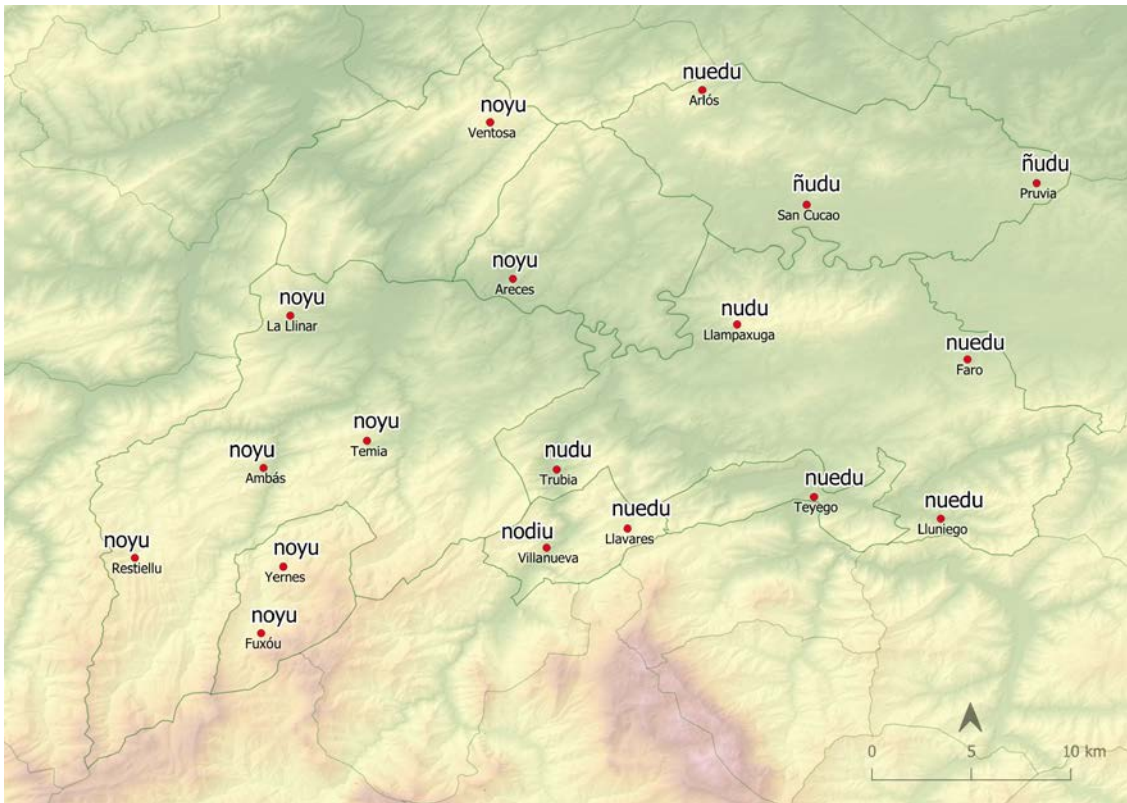 nuedu
Arlós
noyu
Ventosa
ñudu
Pruvia
ñudu
San Cucao
noyu
Areces
noyu
La Llinar
nudu
Llampaxuga
nuedu
Faro
noyu
Temia
noyu
Ambás
nudu
Trubia
nuedu
Teyego
nuedu
Lluniego
nuedu
Llavares
nodiu
Villanueva
noyu
Restiellu
noyu
Yernes
noyu
Fuxóu
0 5 10 km